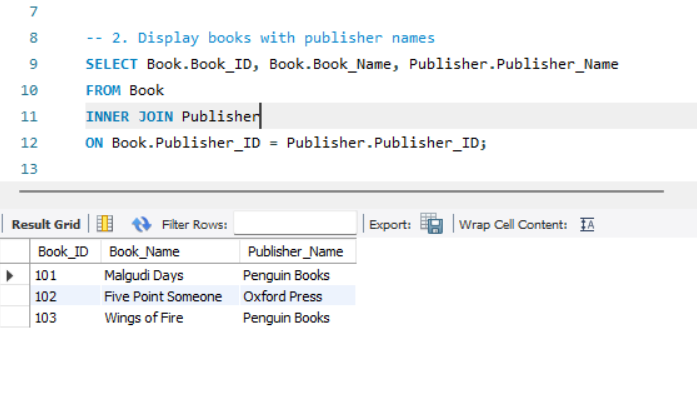 7
8 -- 2. Display books with publisher names
9 SELECT Book.Book_ID, Book.Book_Name, Publisher.Publisher_Name
10 FROM Book
11 INNER JOIN Publisher
12 ON Book.Publisher_ID = Publisher.Publisher_ID;
13
Result Grid Filter Rows: Export: Wrap Cell Content: IA
Book_ID Book_Name Publisher_Name
101 Malgudi Days Penguin Books
102 Five Point Someone Oxford Press
103 Wings of Fire Penguin Books